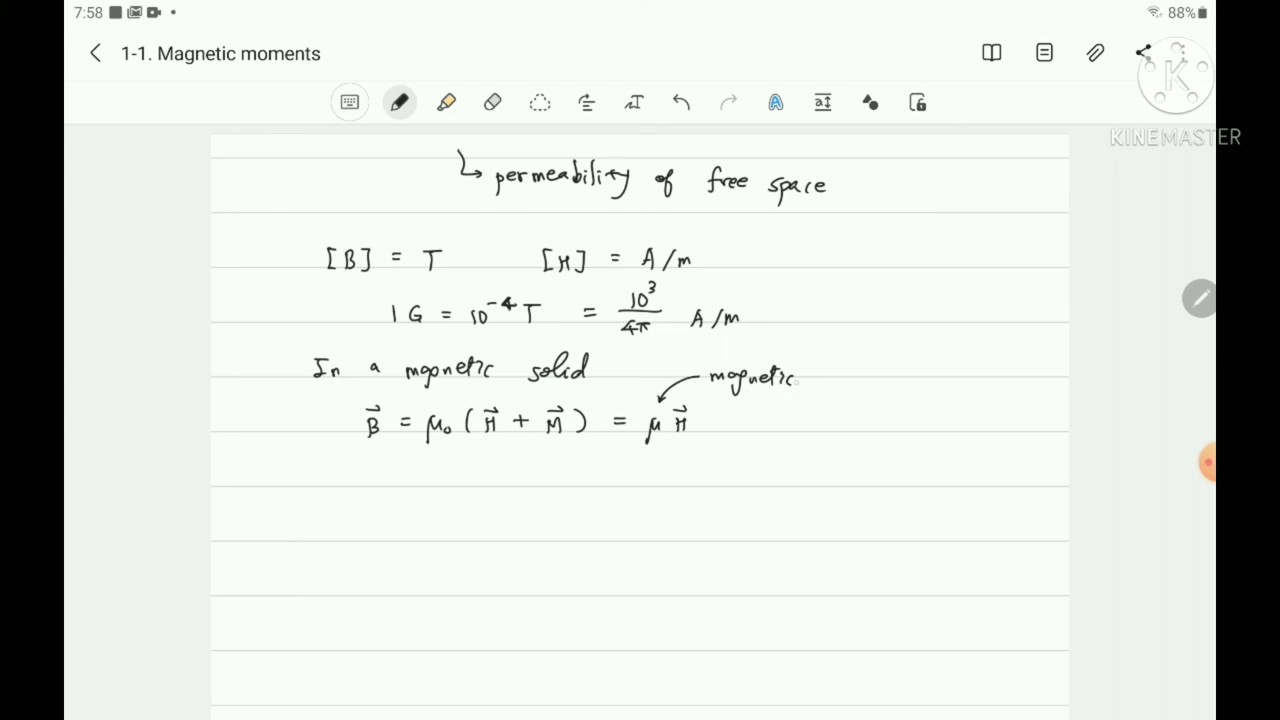 7:58 88%
1-1. Magnetic moments
KINEMASTER
↳ permeability of free space
[B] = T [H] = A/m
1 G = 10⁻⁴ T = 10³/4π A/m
In a magnetic solid
magnetic
B⃗ = μ₀ ( H⃗ + M⃗ ) = μ H⃗